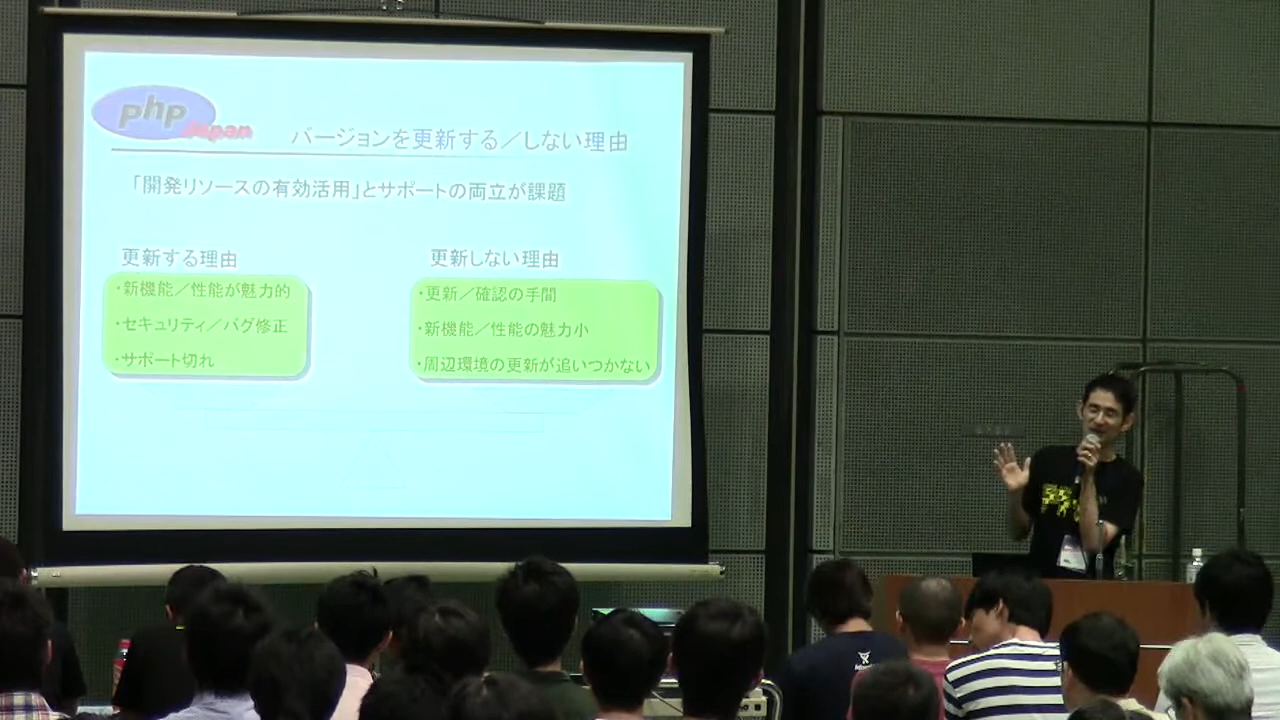 php
Japan
バージョンを更新する／しない理由
「開発リソースの有効活用」とサポートの両立が課題
更新する理由
・新機能／性能が魅力的
・セキュリティ／バグ修正
・サポート切れ
更新しない理由
・更新／確認の手間
・新機能／性能の魅力小
・周辺環境の更新が追いつかない